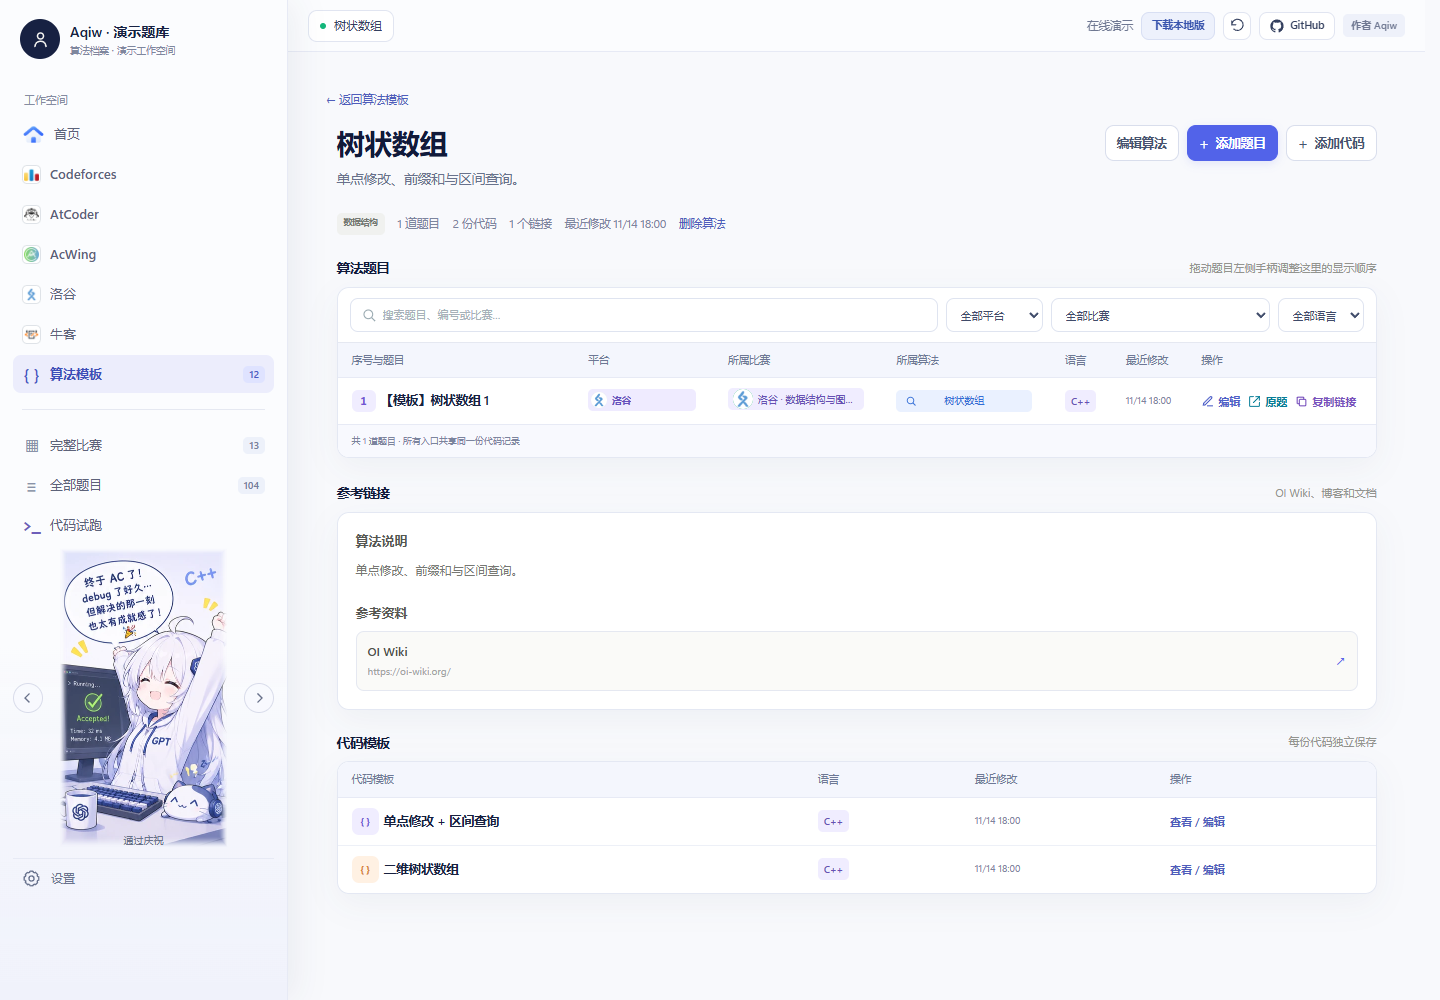 Aqiw · 演示题库
算法档案 · 演示工作空间
工作空间
首页
Codeforces
AtCoder
AcWing
洛谷
牛客
{ } 算法模板 12
完整比赛 13
全部题目 104
代码试跑
终于 AC 了！
debug 了好久…
但解决的那一刻
也太有成就感了！
C++
> Running...
Accepted!
Time: 32 ms
Memory: 4.3 MB
GPT
通过庆祝
设置
树状数组
在线演示 下载本地版 GitHub 作者 Aqiw
← 返回算法模板
树状数组
编辑算法 + 添加题目 + 添加代码
单点修改、前缀和与区间查询。
数据结构 1 道题目 2 份代码 1 个链接 最近修改 11/14 18:00 删除算法
算法题目 拖动题目左侧手柄调整这里的显示顺序
搜索题目、编号或比赛... 全部平台 全部比赛 全部语言
序号与题目 平台 所属比赛 所属算法 语言 最近修改 操作
1 【模板】树状数组 1 洛谷 洛谷 · 数据结构与图... 树状数组 C++ 11/14 18:00 编辑 原题 复制链接
共 1 道题目 · 所有入口共享同一份代码记录
参考链接 OI Wiki、博客和文档
算法说明
单点修改、前缀和与区间查询。
参考资料
OI Wiki
https://oi-wiki.org/ ↗
代码模板 每份代码独立保存
代码模板 语言 最近修改 操作
{ } 单点修改 + 区间查询 C++ 11/14 18:00 查看 / 编辑
{ } 二维树状数组 C++ 11/14 18:00 查看 / 编辑